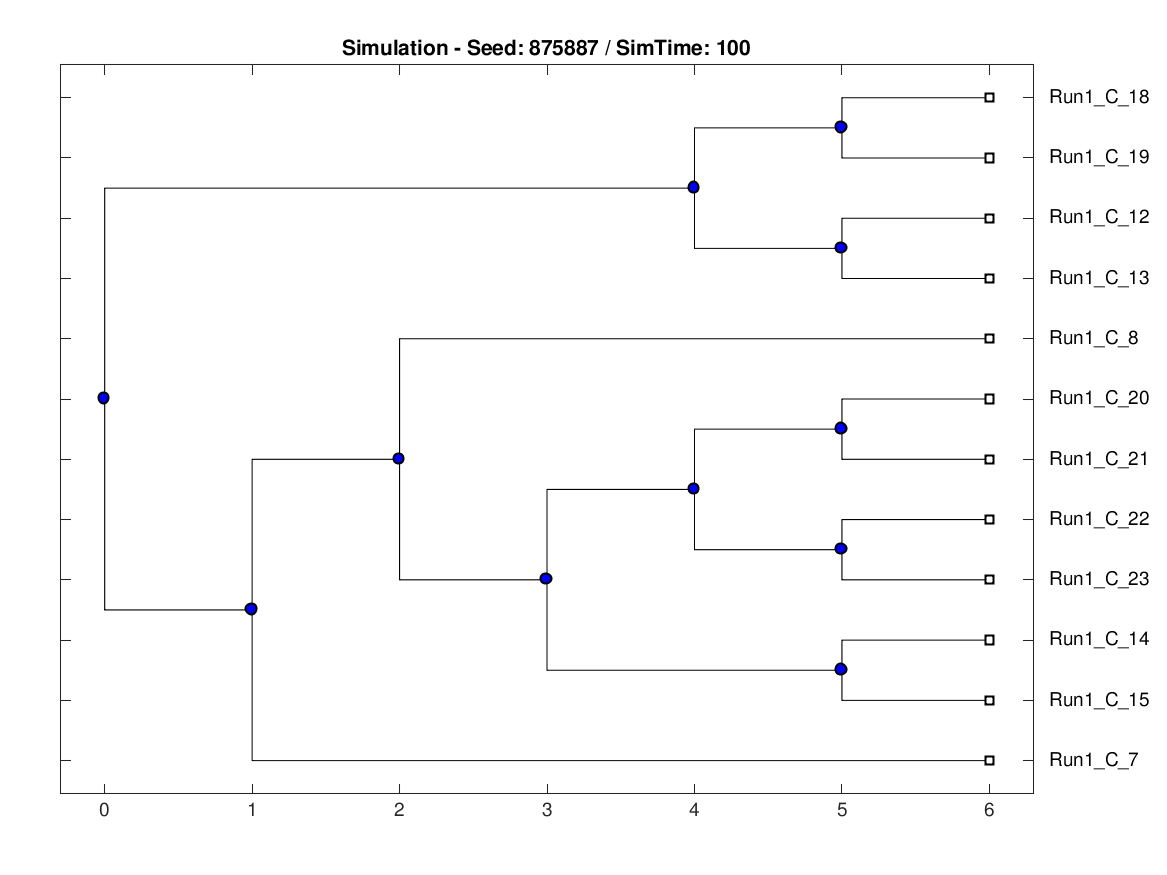 Simulation - Seed: 875887 / SimTime: 100
Run1_C_18
Run1_C_19
Run1_C_12
Run1_C_13
Run1_C_8
Run1_C_20
Run1_C_21
Run1_C_22
Run1_C_23
Run1_C_14
Run1_C_15
Run1_C_7
0 1 2 3 4 5 6